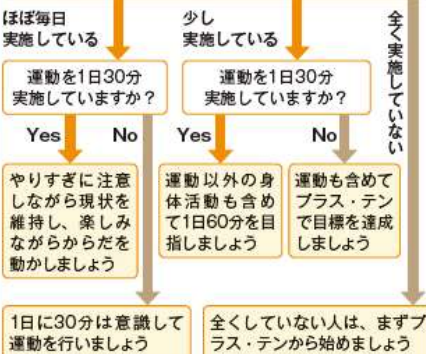 ほぼ毎日
実施している
少し
実施している
全く実施していない
運動を1日30分
実施していますか？
運動を1日30分
実施していますか？
Yes
No
Yes
No
やりすぎに注意
しながら現状を
維持し、楽しみ
ながらからだを
動かしましょう
運動以外の身
体活動も含め
て1日60分を目
指しましょう
運動も含めて
プラス・テン
で目標を達成
しましょう
1日に30分は意識して
運動を行いましょう
全くしていない人は、まずプ
ラス・テンから始めましょう